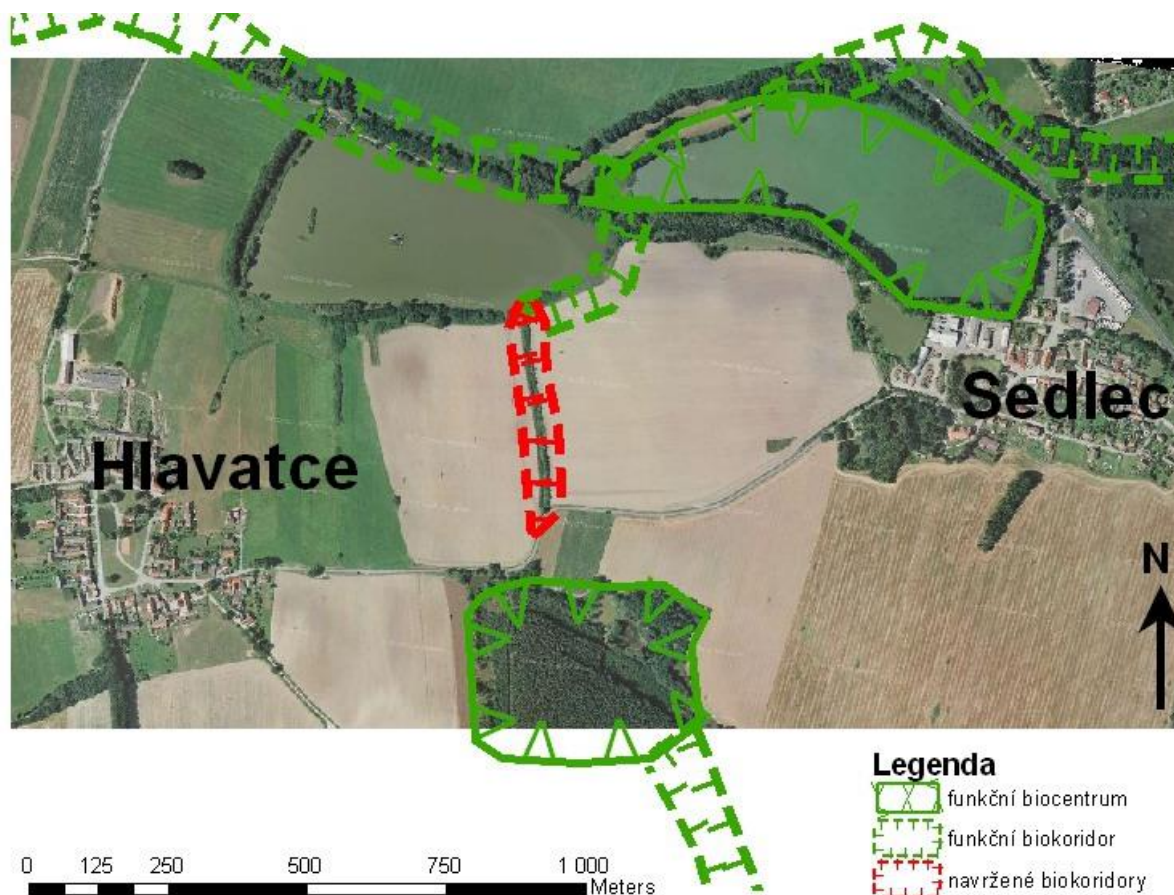 Sedlec
Hlavatce
N
Legenda
funkční biocentrum
funkční biokoridor
navržené biokoridory
0 125 250 500 750 1 000
Meters